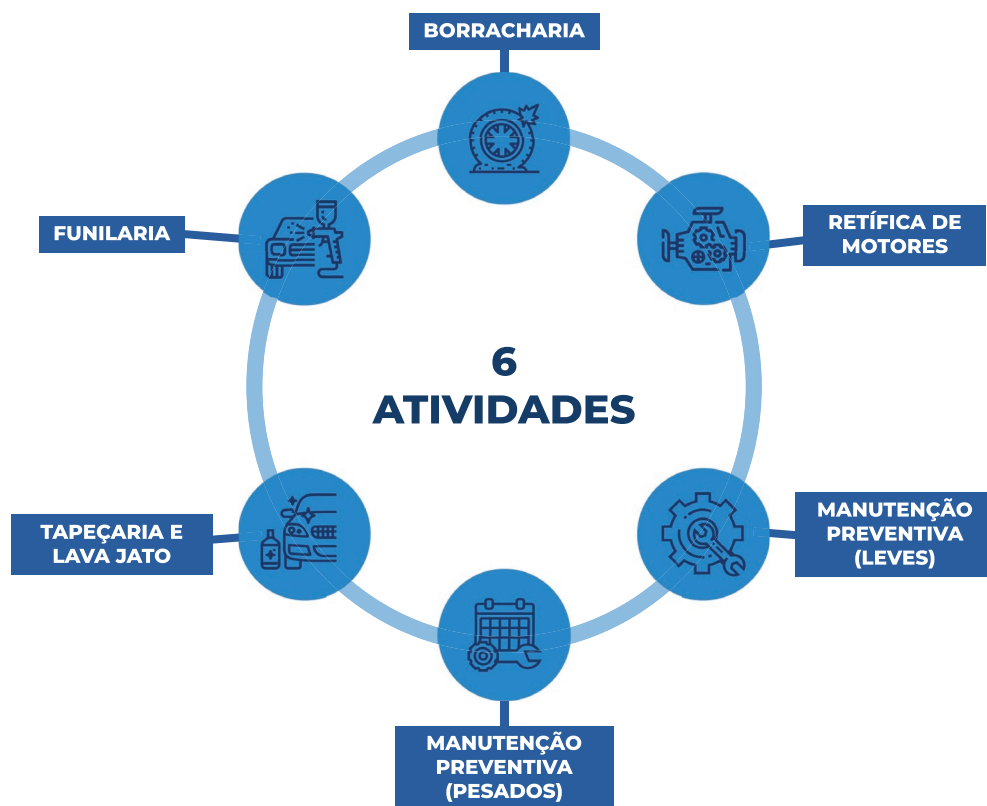 BORRACHARIA
FUNILARIA
RETÍFICA DE
MOTORES
6
ATIVIDADES
TAPEÇARIA E
LAVA JATO
MANUTENÇÃO
PREVENTIVA
(LEVES)
MANUTENÇÃO
PREVENTIVA
(PESADOS)